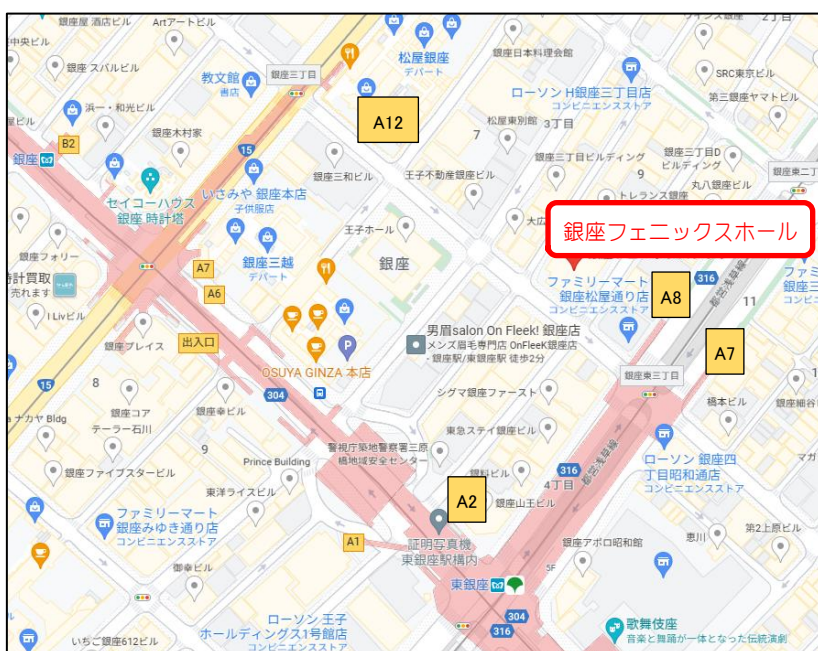 銀座屋 酒店ビル
Artアートビル
松屋銀座
デパート
銀座日本料理会館
2丁目
銀座 スバルビル
教文館
書店
銀座三丁目
ローソン H銀座三丁目店
コンビニエンスストア
SRC東京ビル
第三銀座ヤマトビル
浜一・和光ビル
A12
7
松屋東別館
3丁目
B2
銀座木村家
15
銀座
銀座三和ビル
王子不動産銀座ビル
銀座三丁目ビルディング
銀座三丁目D
ビルディング
丸八銀座ビル
銀座東二丁
いさみや 銀座本店
子供服店
セイコーハウス
銀座 時計塔
トレランス銀座
王子ホール
大広
銀座フェニックスホール
銀座フォリー
銀座三越
デパート
銀座
計買取
売れます
A7
A6
ファミリーマート
銀座松屋通り店
コンビニエンスストア
A8
316
都営浅草線
11
I Livビル
銀座プレイス
出入口
P
男眉salon On Fleek! 銀座店
メンズ眉毛専門店 OnFleeK銀座店
- 銀座駅/東銀座駅 徒歩2分
A7
OSUYA GINZA 本店
銀座東三丁目
15
8
304
シグマ銀座ファースト
橋本ビル
銀座細谷
ナカヤ Bldg
銀座コア
テーラー石川
銀座幸ビル
東急ステイ銀座ビル
9
警視庁築地警察署三原
橋地域安全センター
ローソン 銀座四
丁目昭和通店
コンビニエンスストア
マガ
銀座ファイブスタービル
Prince Building
東洋ライスビル
316
都営浅草線
4丁目
A2
銀座山王ビル
ファミリーマート
銀座みゆき通り店
コンビニエンスストア
証明写真機
東銀座駅構内
A1
銀座アポロ昭和館
5F
恵川
第2上原ビル
御幸ビル
東銀座
ローソン 王子
ホールディングス1号館店
コンビニエンスストア
304
316
歌舞伎座
音楽と舞踊が一体となった伝統演劇
いちご銀座612ビル